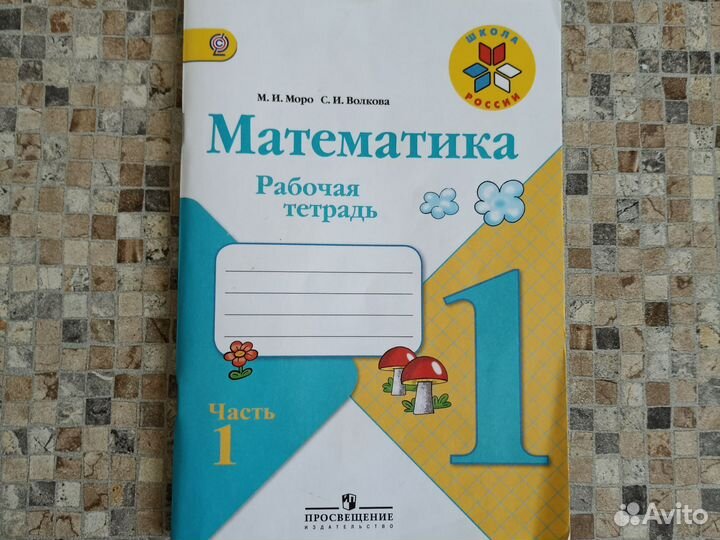 ШКОЛА
РОССИИ
М. И. Моро С. И. Волкова
Математика
Рабочая
тетрадь
1
Часть
1
ПРОСВЕЩЕНИЕ
ИЗДАТЕЛЬСТВО
Avito